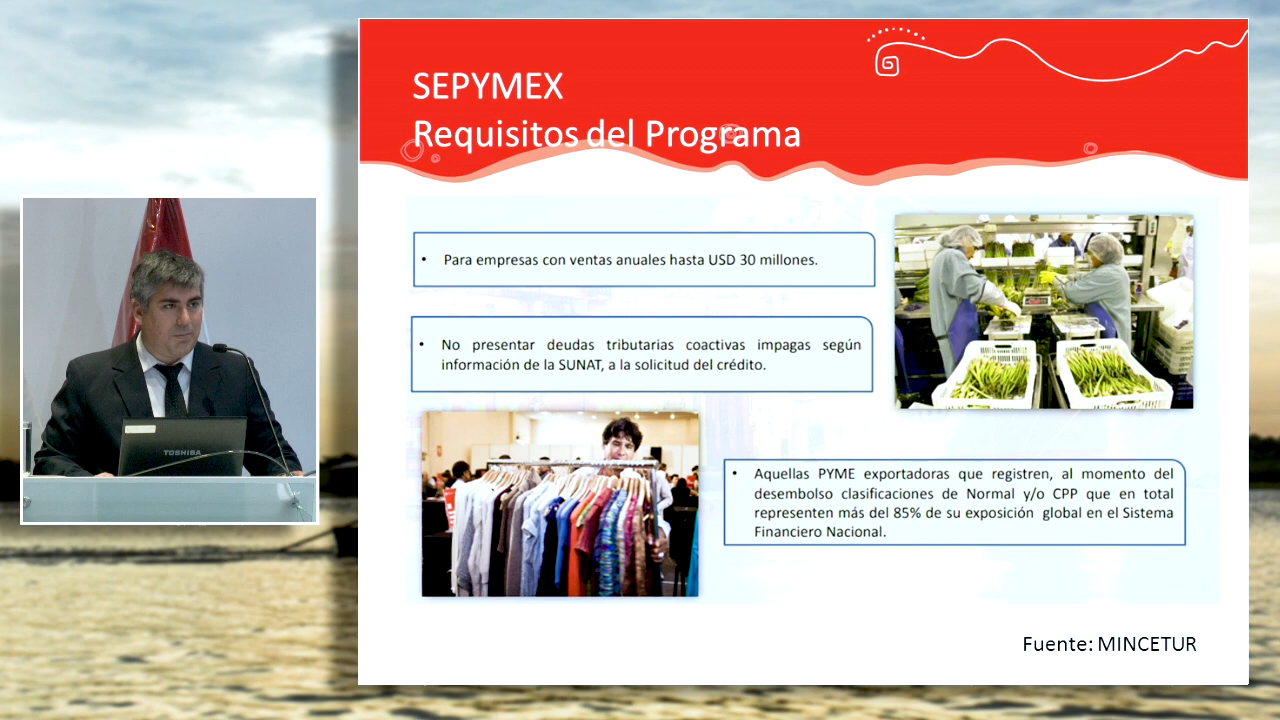 SEPYMEX
Requisitos del Programa
• Para empresas con ventas anuales hasta USD 30 millones.
• No presentar deudas tributarias coactivas impagas según
información de la SUNAT, a la solicitud del crédito.
• Aquellas PYME exportadoras que registren, al momento del
desembolso clasificaciones de Normal y/o CPP que en total
representen más del 85% de su exposición global en el Sistema
Financiero Nacional.
Fuente: MINCETUR
TOSHIBA